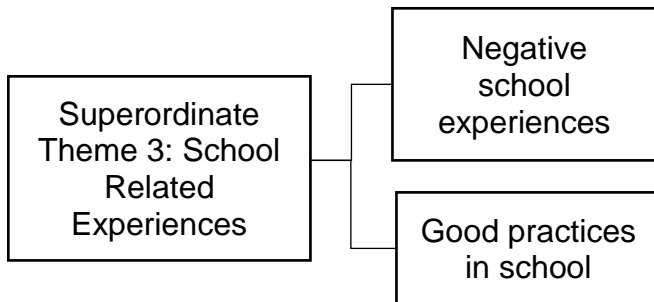 Superordinate
Theme 3: School
Related
Experiences
Negative
school
experiences
Good practices
in school